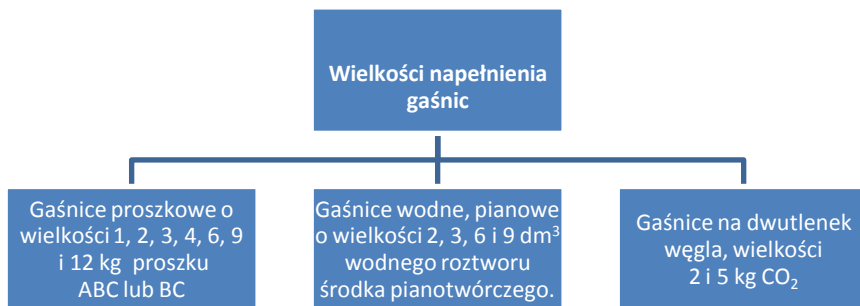 Wielkości napełnienia
gaśnic
Gaśnice proszkowe o
wielkości 1, 2, 3, 4, 6, 9
i 12 kg proszku
ABC lub BC
Gaśnice wodne, pianowe
o wielkości 2, 3, 6 i 9 dm³
wodnego roztworu
środka pianotwórczego.
Gaśnice na dwutlenek
węgla, wielkości
2 i 5 kg CO₂